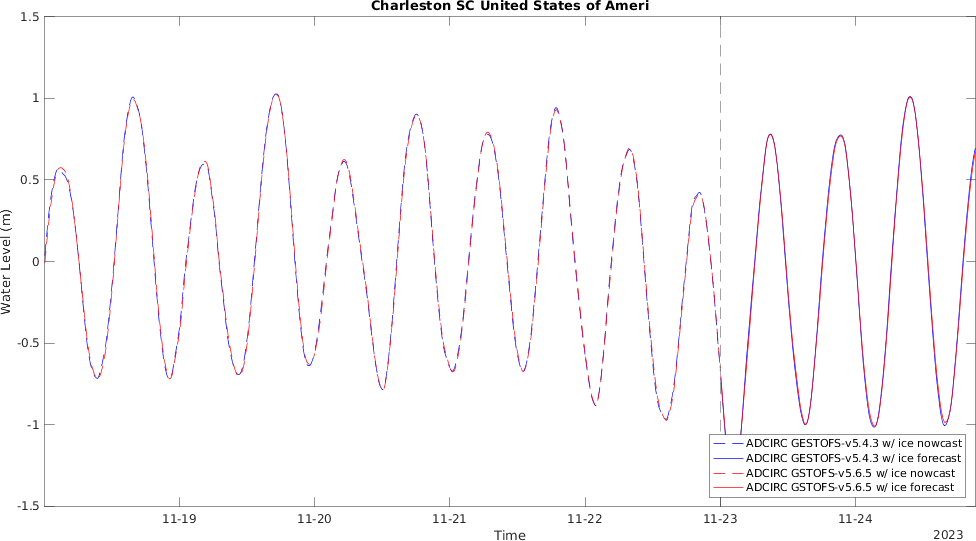 Charleston SC United States of Ameri
1.5
1
0.5
0
-0.5
-1
-1.5
Water Level (m)
ADCIRC GESTOFS-v5.4.3 w/ ice nowcast
ADCIRC GESTOFS-v5.4.3 w/ ice forecast
ADCIRC GSTOFS-v5.6.5 w/ ice nowcast
ADCIRC GSTOFS-v5.6.5 w/ ice forecast
11-19 11-20 11-21 11-22 11-23 11-24
Time
2023